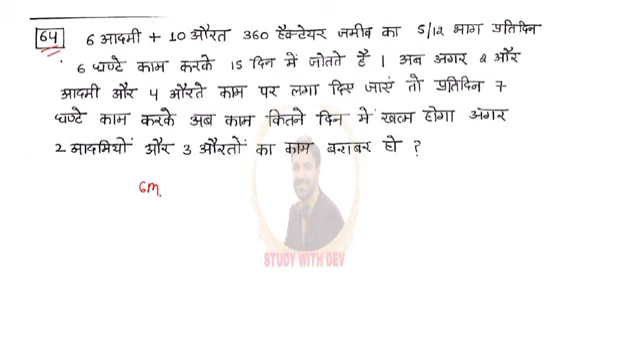 64 6 आदमी + 10 औरत 360 हैक्टेयर जमीन का 5/12 भाग प्रतिदिन
6 घण्टे काम करके 15 दिन में जोतते है । अब अगर 2 और
आदमी और 4 औरते काम पर लगा दिए जाएं तो प्रतिदिन 7
घण्टे काम करके अब काम कितने दिन में खत्म होगा अगर
2 आदमियों और 3 औरतों का काम बराबर हो ?
6m
STUDY WITH DEV